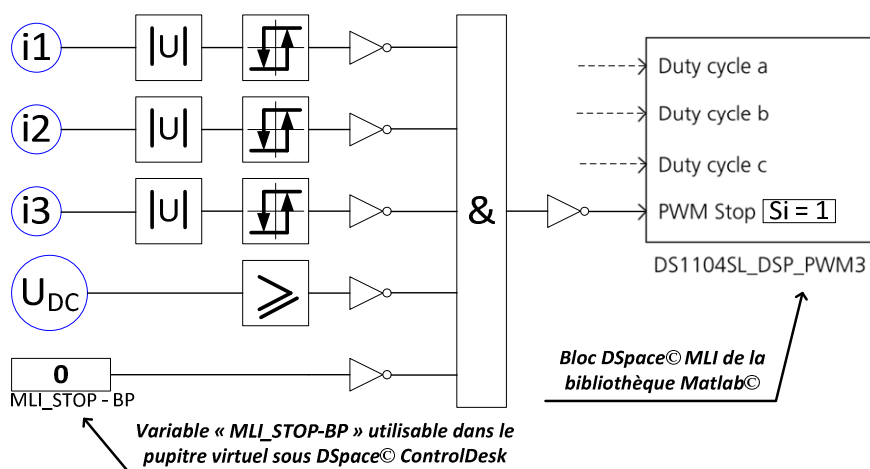 i1
|U|
Duty cycle a
i2
|U|
Duty cycle b
Duty cycle c
i3
|U|
&
PWM Stop Si = 1
DS1104SL_DSP_PWM3
UDC
⩾
0
MLI_STOP - BP
Bloc DSpace© MLI de la
bibliothèque Matlab©
Variable « MLI_STOP-BP » utilisable dans le
pupitre virtuel sous DSpace© ControlDesk